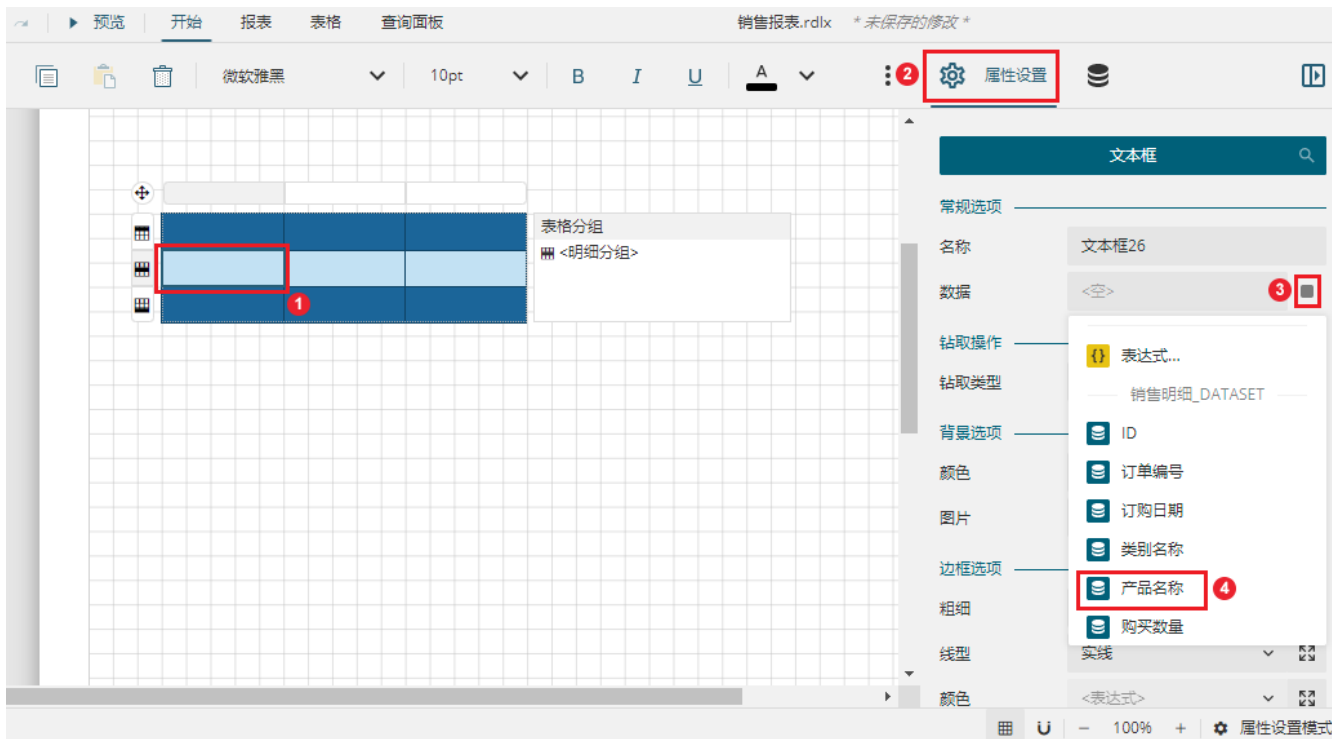 预览 开始 报表 表格 查询面板 销售报表.rdlx *未保存的修改*
微软雅黑 10pt B I U A 2 属性设置
文本框
常规选项
名称 文本框26
数据 <空> 3
表格分组
<明细分组>
1
钻取操作
钻取类型
背景选项
颜色
图片
边框选项
粗细
线型 实线
颜色 <表达式>
{} 表达式...
销售明细_DATASET
ID
订单编号
订购日期
类别名称
产品名称 4
购买数量
− 100% + 属性设置模式